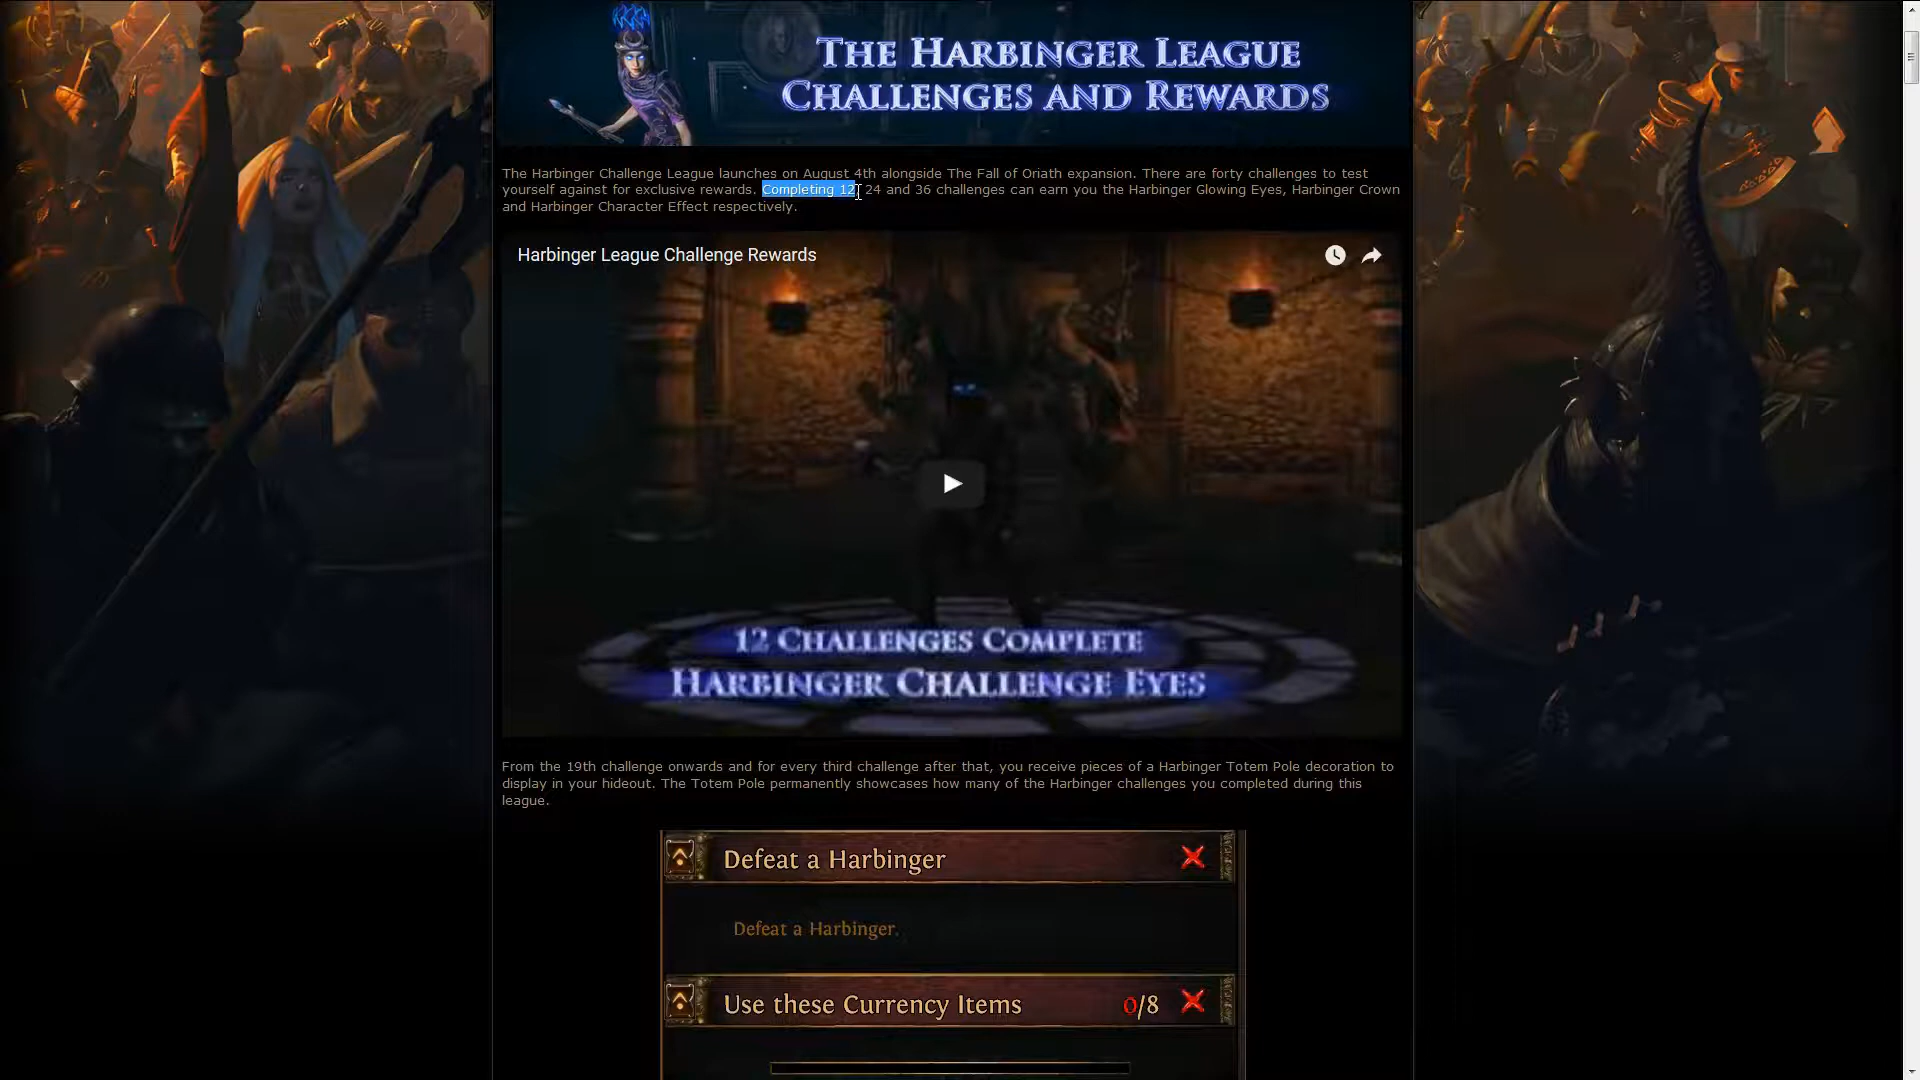 The Harbinger League
Challenges and Rewards
The Harbinger Challenge League launches on August 4th alongside The Fall of Oriath expansion. There are forty challenges to test
yourself against for exclusive rewards. Completing 12, 24 and 36 challenges can earn you the Harbinger Glowing Eyes, Harbinger Crown
and Harbinger Character Effect respectively.
Harbinger League Challenge Rewards
12 Challenges Complete
Harbinger Challenge Eyes
From the 19th challenge onwards and for every third challenge after that, you receive pieces of a Harbinger Totem Pole decoration to
display in your hideout. The Totem Pole permanently showcases how many of the Harbinger challenges you completed during this
league.
Defeat a Harbinger
Defeat a Harbinger.
Use these Currency Items 0/8